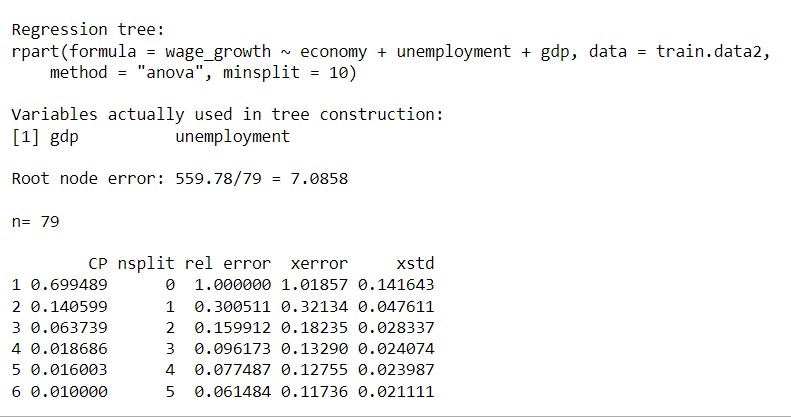 Regression tree:
rpart(formula = wage_growth ~ economy + unemployment + gdp, data = train.data2,
    method = "anova", minsplit = 10)
Variables actually used in tree construction:
[1] gdp          unemployment
Root node error: 559.78/79 = 7.0858
n= 79
        CP nsplit rel error  xerror     xstd
1 0.699489      0  1.000000 1.01857 0.141643
2 0.140599      1  0.300511 0.32134 0.047611
3 0.063739      2  0.159912 0.18235 0.028337
4 0.018686      3  0.096173 0.13290 0.024074
5 0.016003      4  0.077487 0.12755 0.023987
6 0.010000      5  0.061484 0.11736 0.021111